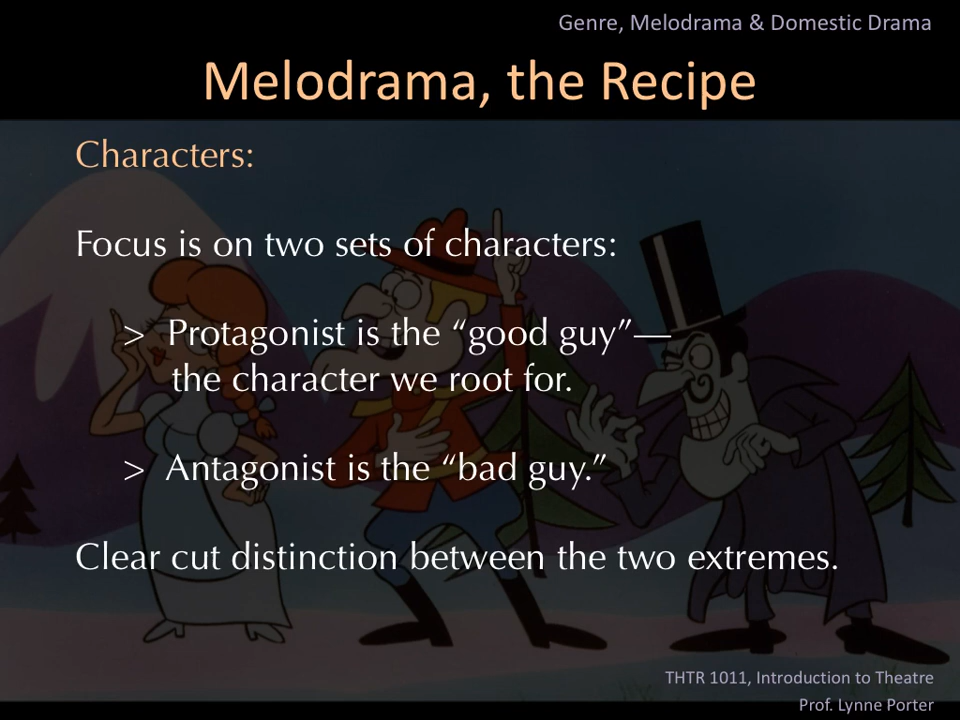 Genre, Melodrama & Domestic Drama
Melodrama, the Recipe
Characters:
Focus is on two sets of characters:
> Protagonist is the “good guy”—
the character we root for.
> Antagonist is the “bad guy.”
Clear cut distinction between the two extremes.
THTR 1011, Introduction to Theatre
Prof. Lynne Porter